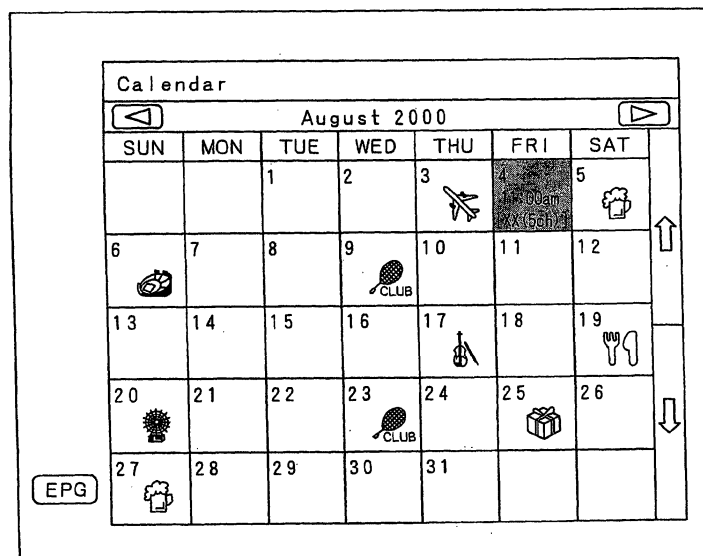 Calendar
August 2000
SUN MON TUE WED THU FRI SAT
1 2 3 4 5
XX(5ch)
6 7 8 9 10 11 12
CLUB
13 14 15 16 17 18 19
20 21 22 23 24 25 26
CLUB
27 28 29 30 31
EPG